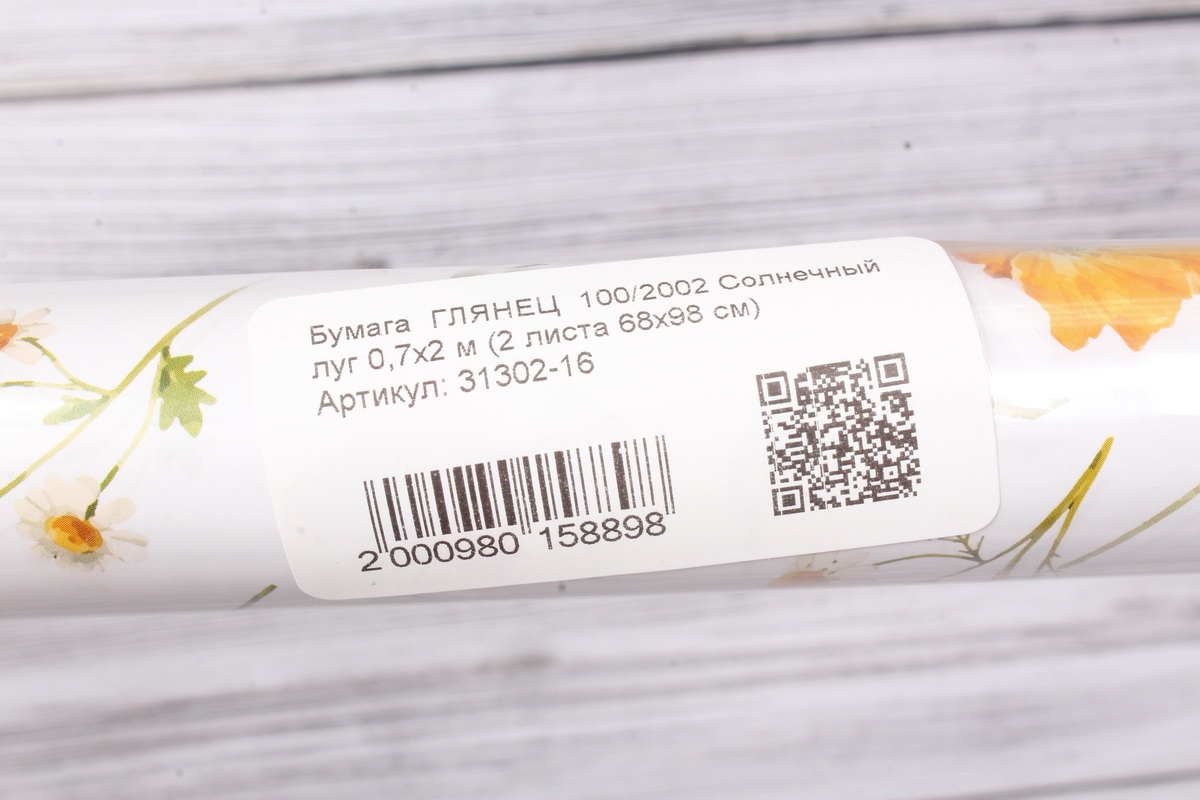 Бумага ГЛЯНЕЦ 100/2002 Солнечный
луг 0,7х2 м (2 листа 68х98 см)
Артикул: 31302-16
2 000980 158898